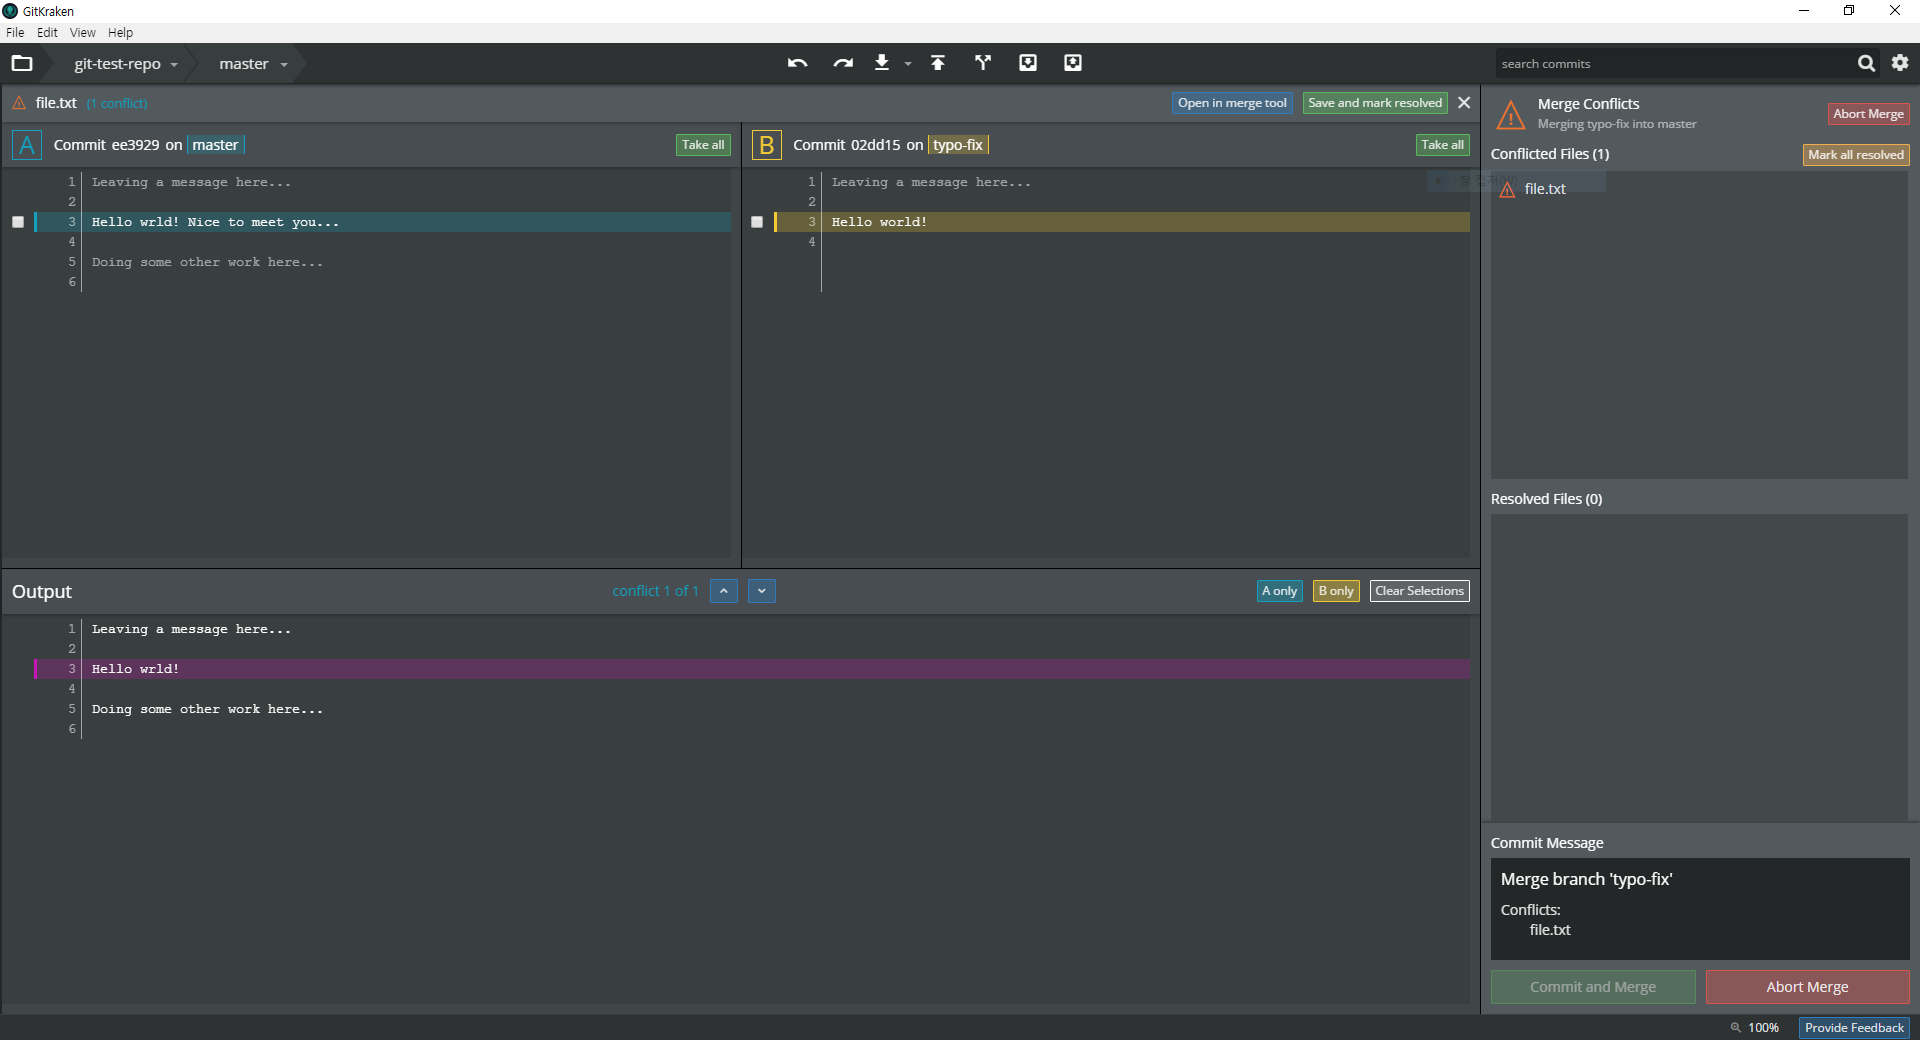 GitKraken
File Edit View Help
git-test-repo master search commits
file.txt (1 conflict) Open in merge tool Save and mark resolved
A Commit ee3929 on master Take all
1 Leaving a message here...
2
3 Hello wrld! Nice to meet you...
4
5 Doing some other work here...
6
B Commit 02dd15 on typo-fix Take all
1 Leaving a message here...
2
3 Hello world!
4
Output conflict 1 of 1 A only B only Clear Selections
1 Leaving a message here...
2
3 Hello wrld!
4
5 Doing some other work here...
6
Merge Conflicts
Merging typo-fix into master
Abort Merge
Conflicted Files (1) Mark all resolved
file.txt
Resolved Files (0)
Commit Message
Merge branch 'typo-fix'
Conflicts:
file.txt
Commit and Merge Abort Merge
100% Provide Feedback